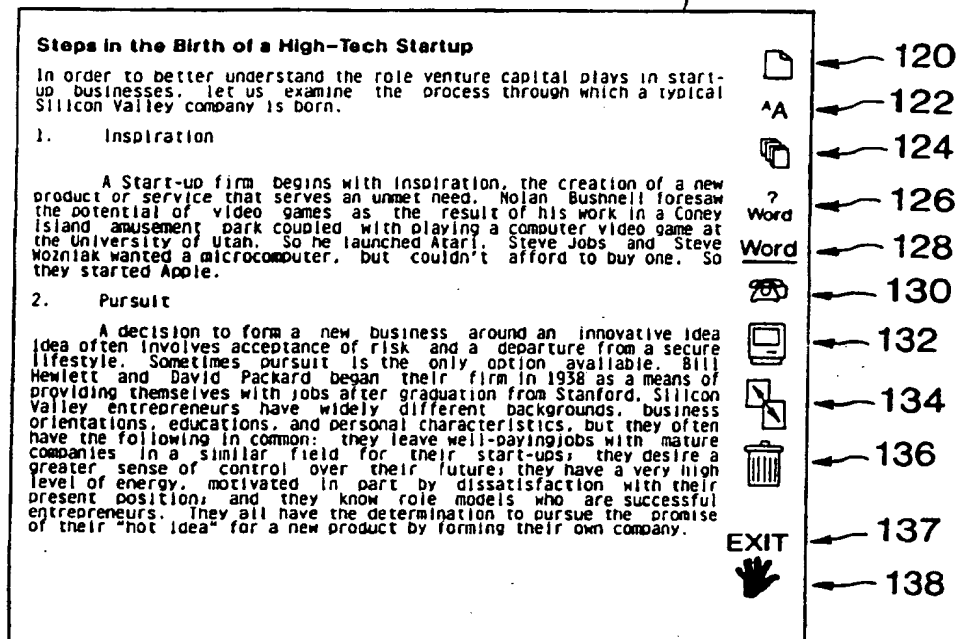 Steps in the Birth of a High-Tech Startup
In order to better understand the role venture capital plays in start-
up businesses, let us examine the process through which a typical
Silicon Valley company is born.
1. Inspiration
A Start-up firm begins with inspiration, the creation of a new
product or service that serves an unmet need. Nolan Bushnell foresaw
the potential of video games as the result of his work in a Coney
Island amusement park coupled with playing a computer video game at
the University of Utah. So he launched Atari. Steve Jobs and Steve
Wozniak wanted a microcomputer, but couldn't afford to buy one. So
they started Apple.
2. Pursuit
A decision to form a new business around an innovative idea
idea often involves acceptance of risk and a departure from a secure
lifestyle. Sometimes pursuit is the only option available. Bill
Hewlett and David Packard began their firm in 1938 as a means of
providing themselves with jobs after graduation from Stanford. Silicon
Valley entrepreneurs have widely different backgrounds, business
orientations, educations, and personal characteristics, but they often
have the following in common: they leave well-payingjobs with mature
companies in a similar field for their start-ups; they desire a
greater sense of control over their future; they have a very high
level of energy, motivated in part by dissatisfaction with their
present position; and they know role models who are successful
entrepreneurs. They all have the determination to pursue the promise
of their "hot idea" for a new product by forming their own company.
120
AA 122
124
?
Word 126
Word 128
130
132
134
136
EXIT 137
138